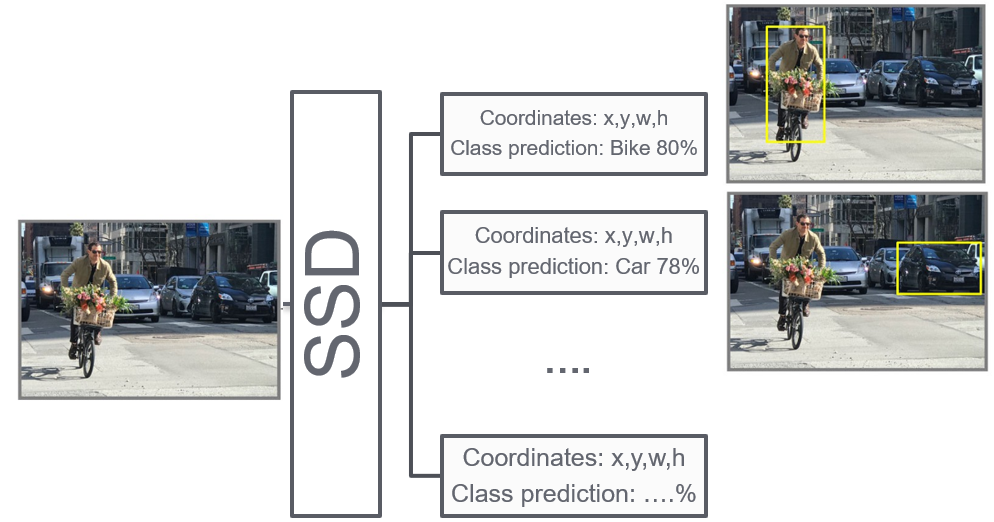 SSD
Coordinates: x,y,w,h
Class prediction: Bike 80%
Coordinates: x,y,w,h
Class prediction: Car 78%
....
Coordinates: x,y,w,h
Class prediction: ....%